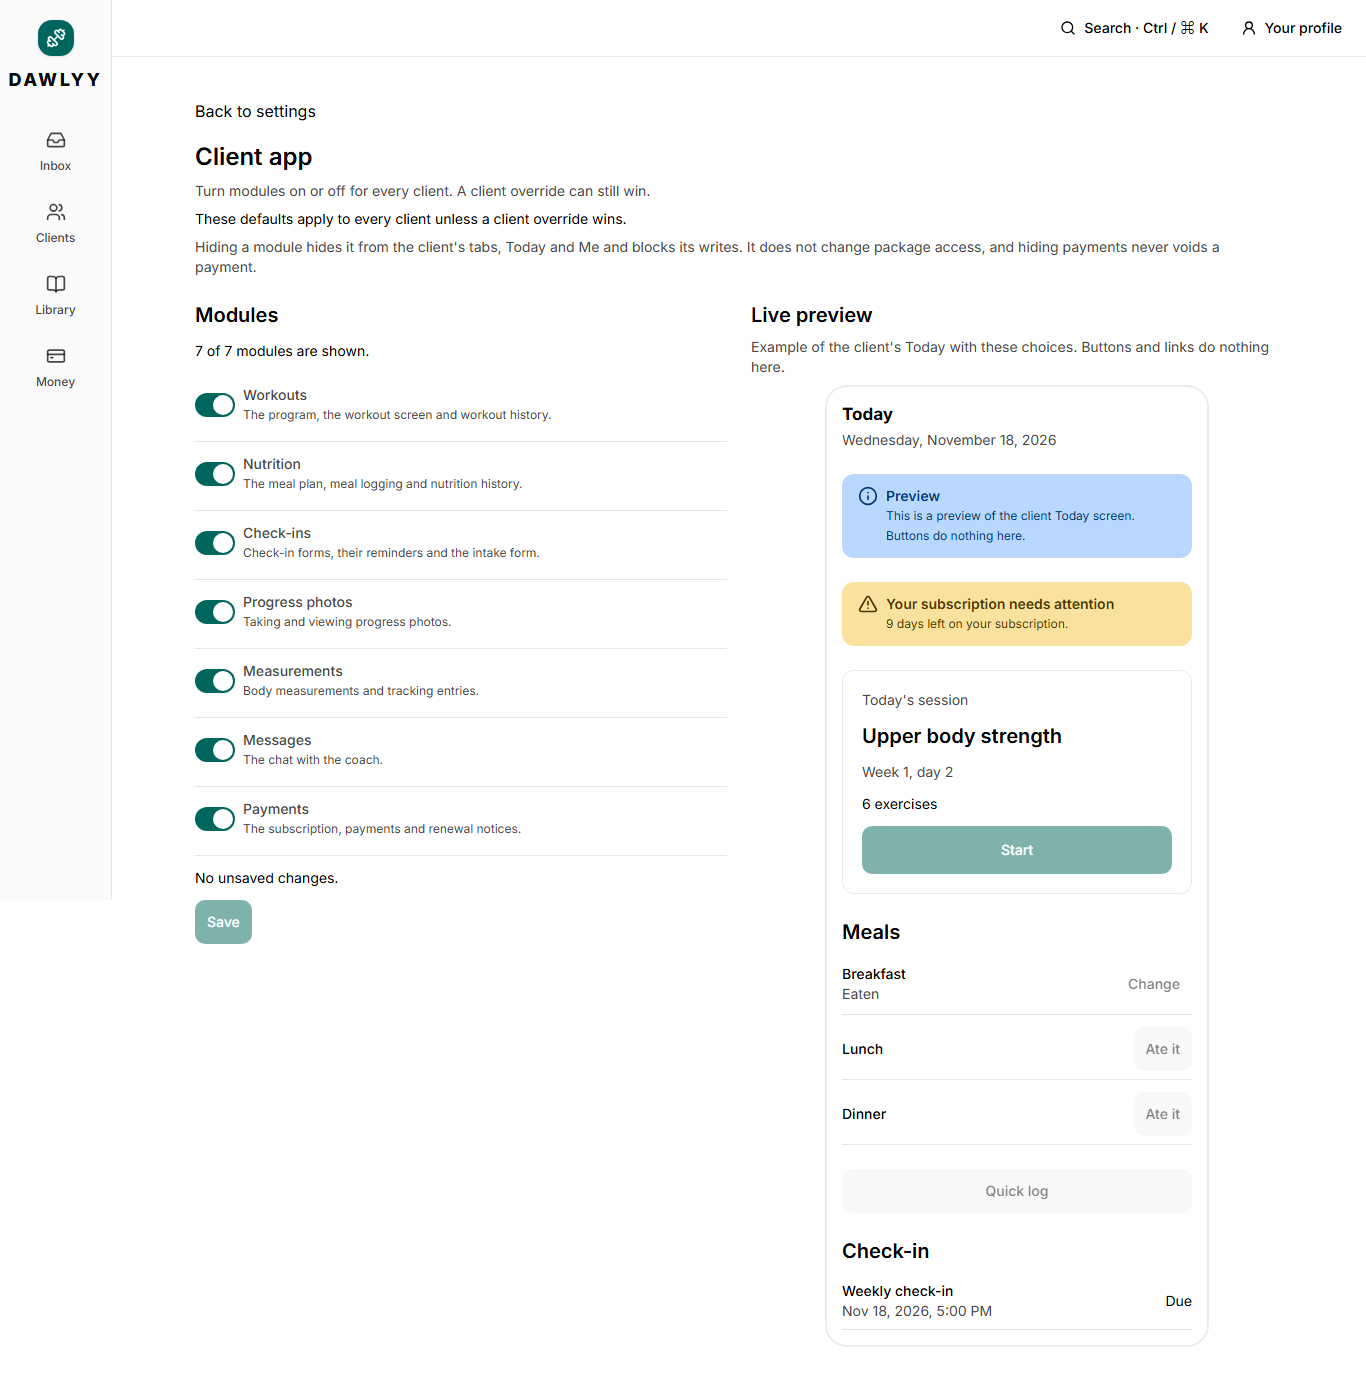 DAWLYY
Inbox
Clients
Library
Money
Search · Ctrl / ⌘ K
Your profile
Back to settings
Client app
Turn modules on or off for every client. A client override can still win.
These defaults apply to every client unless a client override wins.
Hiding a module hides it from the client's tabs, Today and Me and blocks its writes. It does not change package access, and hiding payments never voids a
payment.
Modules
7 of 7 modules are shown.
Workouts
The program, the workout screen and workout history.
Nutrition
The meal plan, meal logging and nutrition history.
Check-ins
Check-in forms, their reminders and the intake form.
Progress photos
Taking and viewing progress photos.
Measurements
Body measurements and tracking entries.
Messages
The chat with the coach.
Payments
The subscription, payments and renewal notices.
No unsaved changes.
Save
Live preview
Example of the client's Today with these choices. Buttons and links do nothing
here.
Today
Wednesday, November 18, 2026
Preview
This is a preview of the client Today screen.
Buttons do nothing here.
Your subscription needs attention
9 days left on your subscription.
Today's session
Upper body strength
Week 1, day 2
6 exercises
Start
Meals
Breakfast
Eaten
Change
Lunch
Ate it
Dinner
Ate it
Quick log
Check-in
Weekly check-in
Nov 18, 2026, 5:00 PM
Due